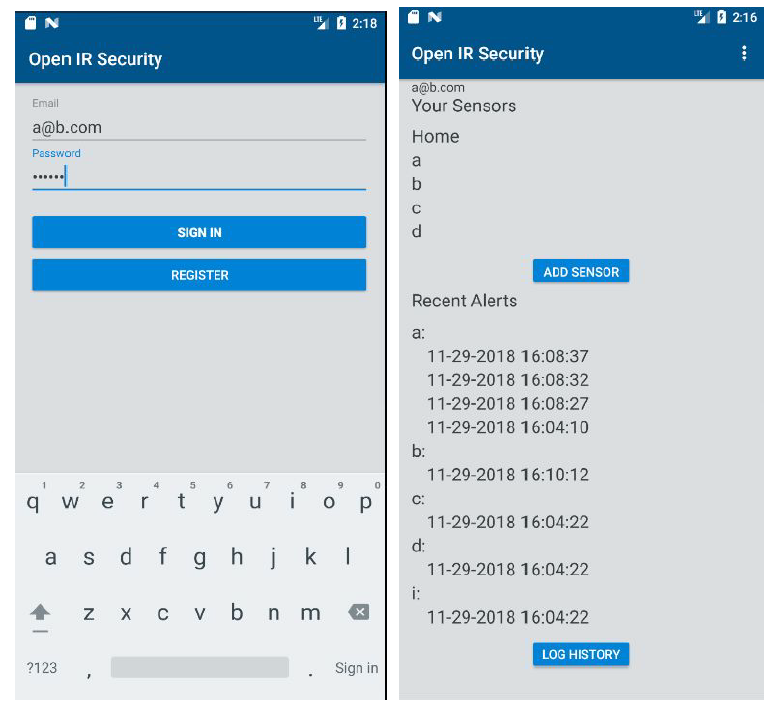 LTE 2:18
Open IR Security
Email
a@b.com
Password
••••••
SIGN IN
REGISTER
1 2 3 4 5 6 7 8 9 0
q w e r t y u i o p
a s d f g h j k l
z x c v b n m
?123 , . Sign in
LTE 2:16
Open IR Security
a@b.com
Your Sensors
Home
a
b
c
d
ADD SENSOR
Recent Alerts
a:
11-29-2018 16:08:37
11-29-2018 16:08:32
11-29-2018 16:08:27
11-29-2018 16:04:10
b:
11-29-2018 16:10:12
c:
11-29-2018 16:04:22
d:
11-29-2018 16:04:22
i:
11-29-2018 16:04:22
LOG HISTORY